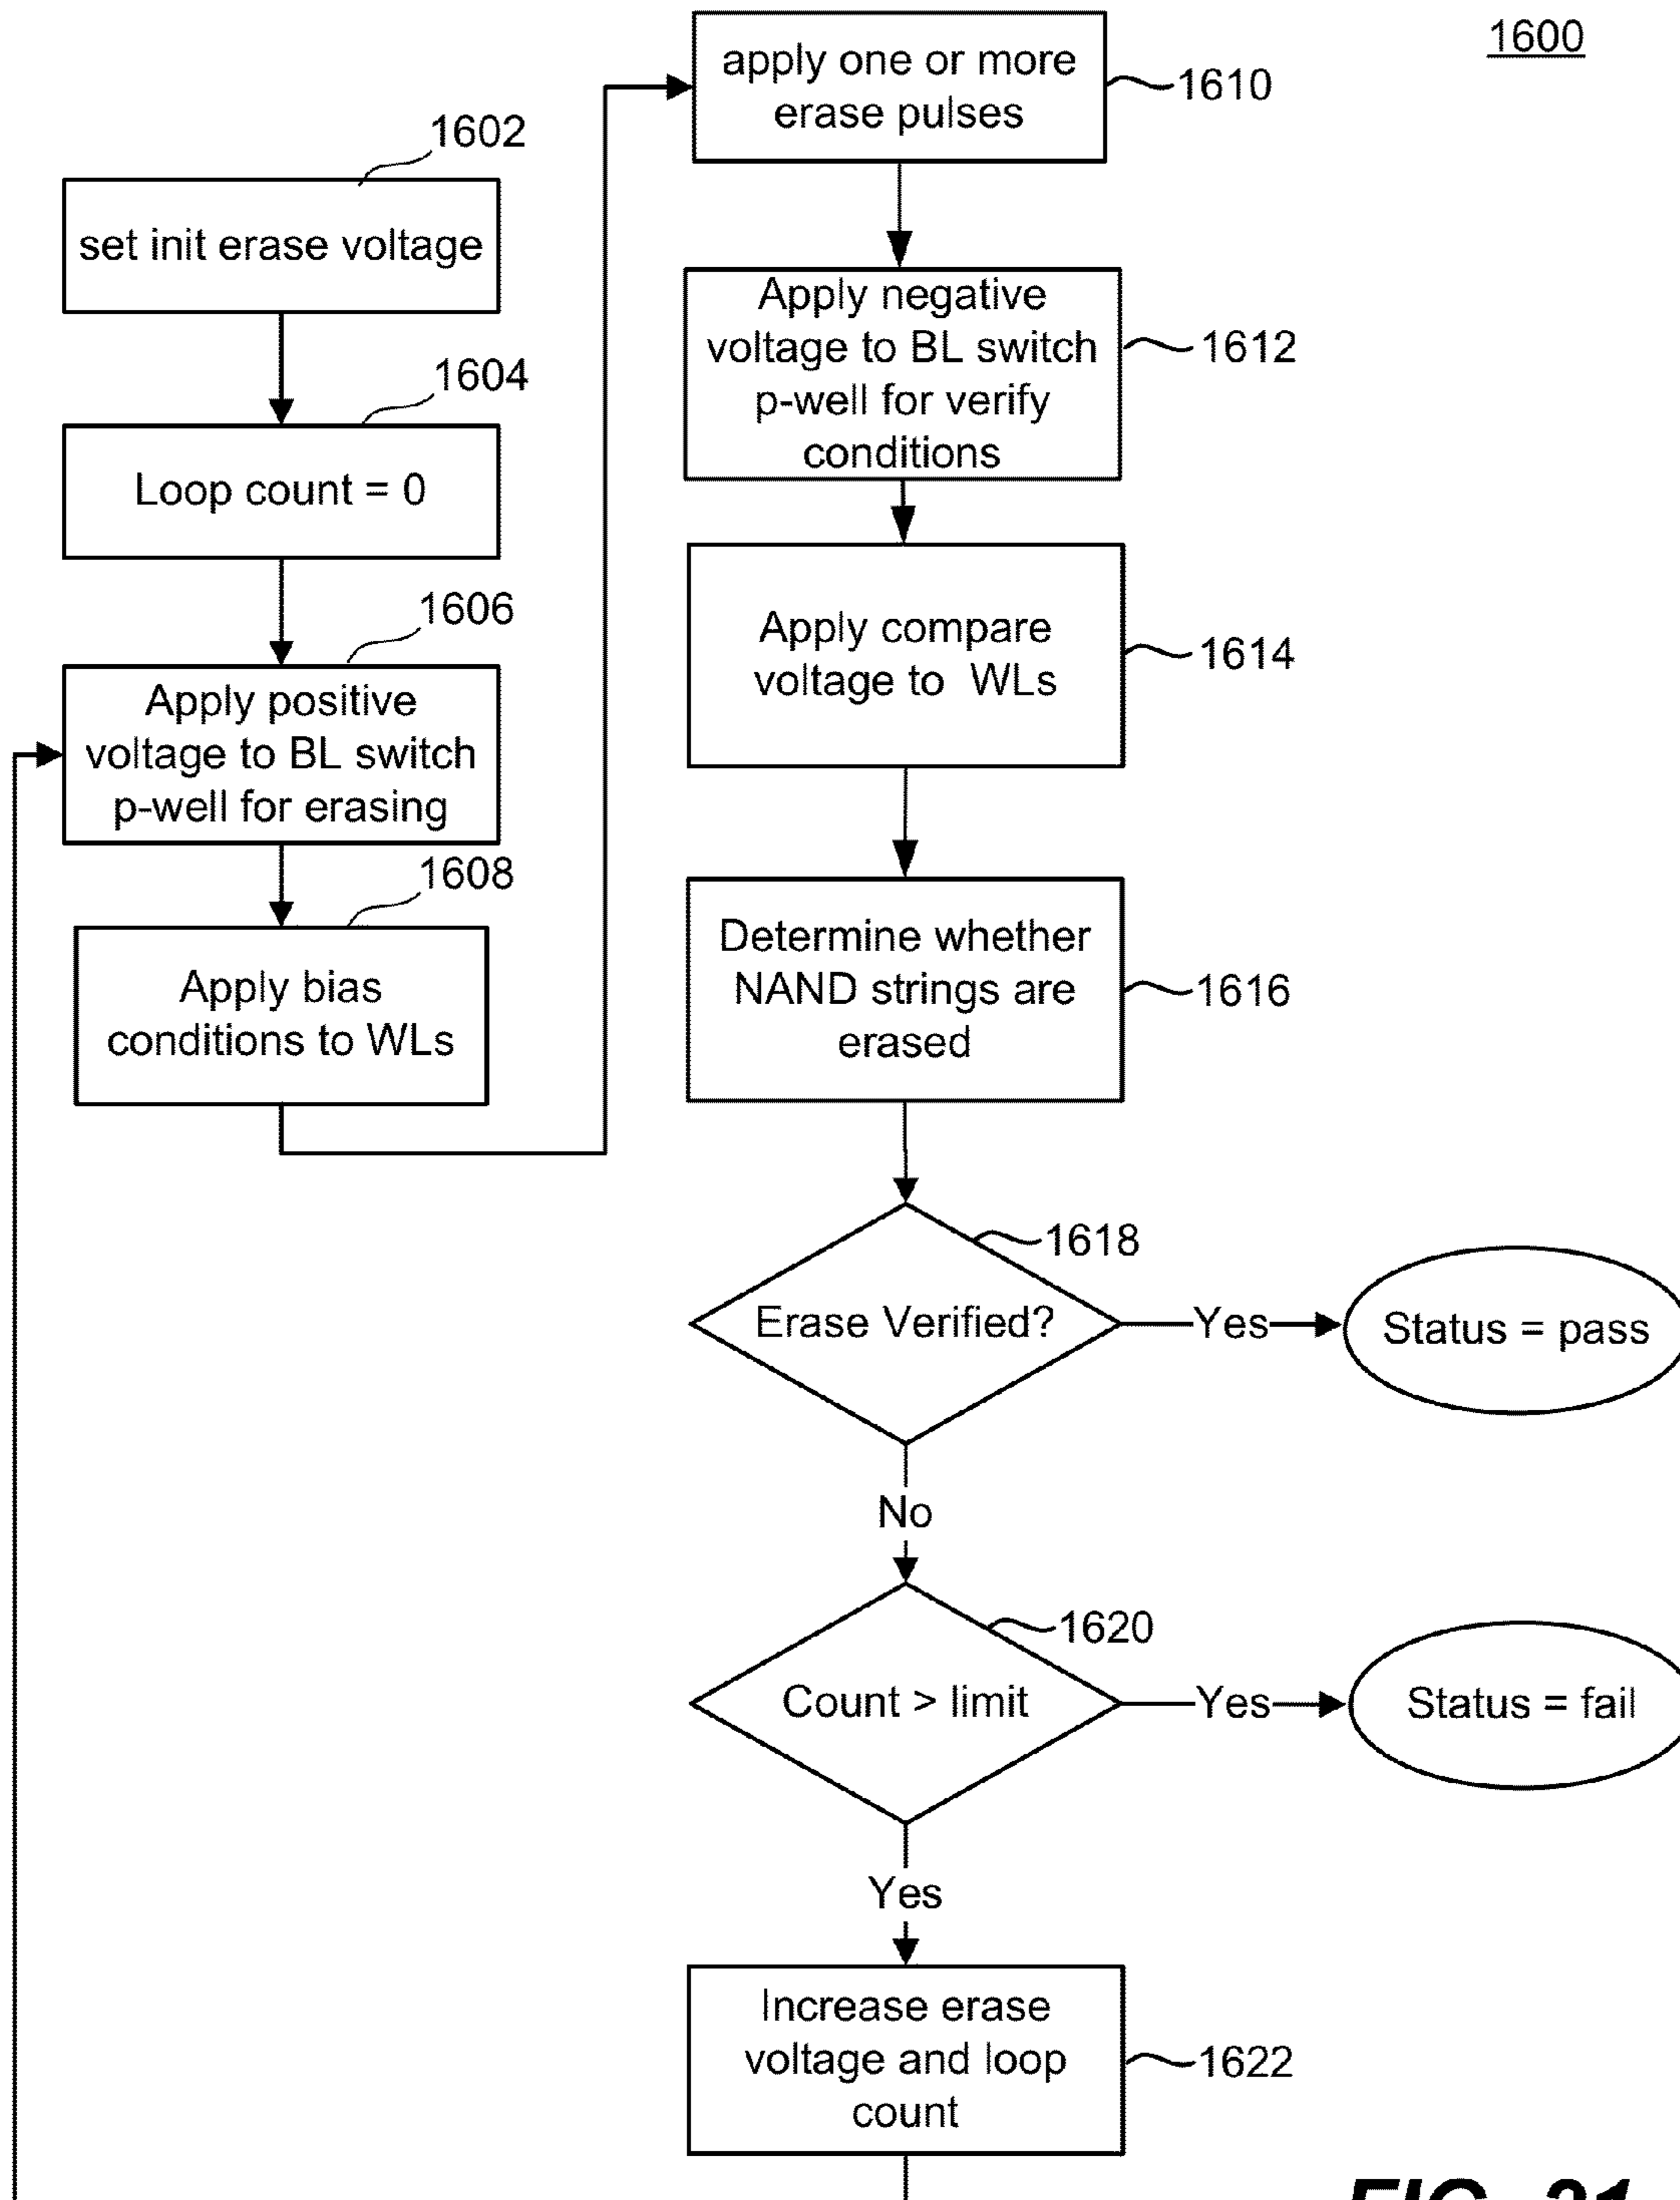 1600
1602
set init erase voltage
1604
Loop count = 0
1606
Apply positive
voltage to BL switch
p-well for erasing
1608
Apply bias
conditions to WLs
apply one or more
erase pulses
1610
Apply negative
voltage to BL switch
p-well for verify
conditions
1612
Apply compare
voltage to WLs
1614
Determine whether
NAND strings are
erased
1616
1618
Erase Verified?
Yes
Status = pass
No
1620
Count > limit
Yes
Status = fail
Yes
Increase erase
voltage and loop
count
1622
FIG. 21